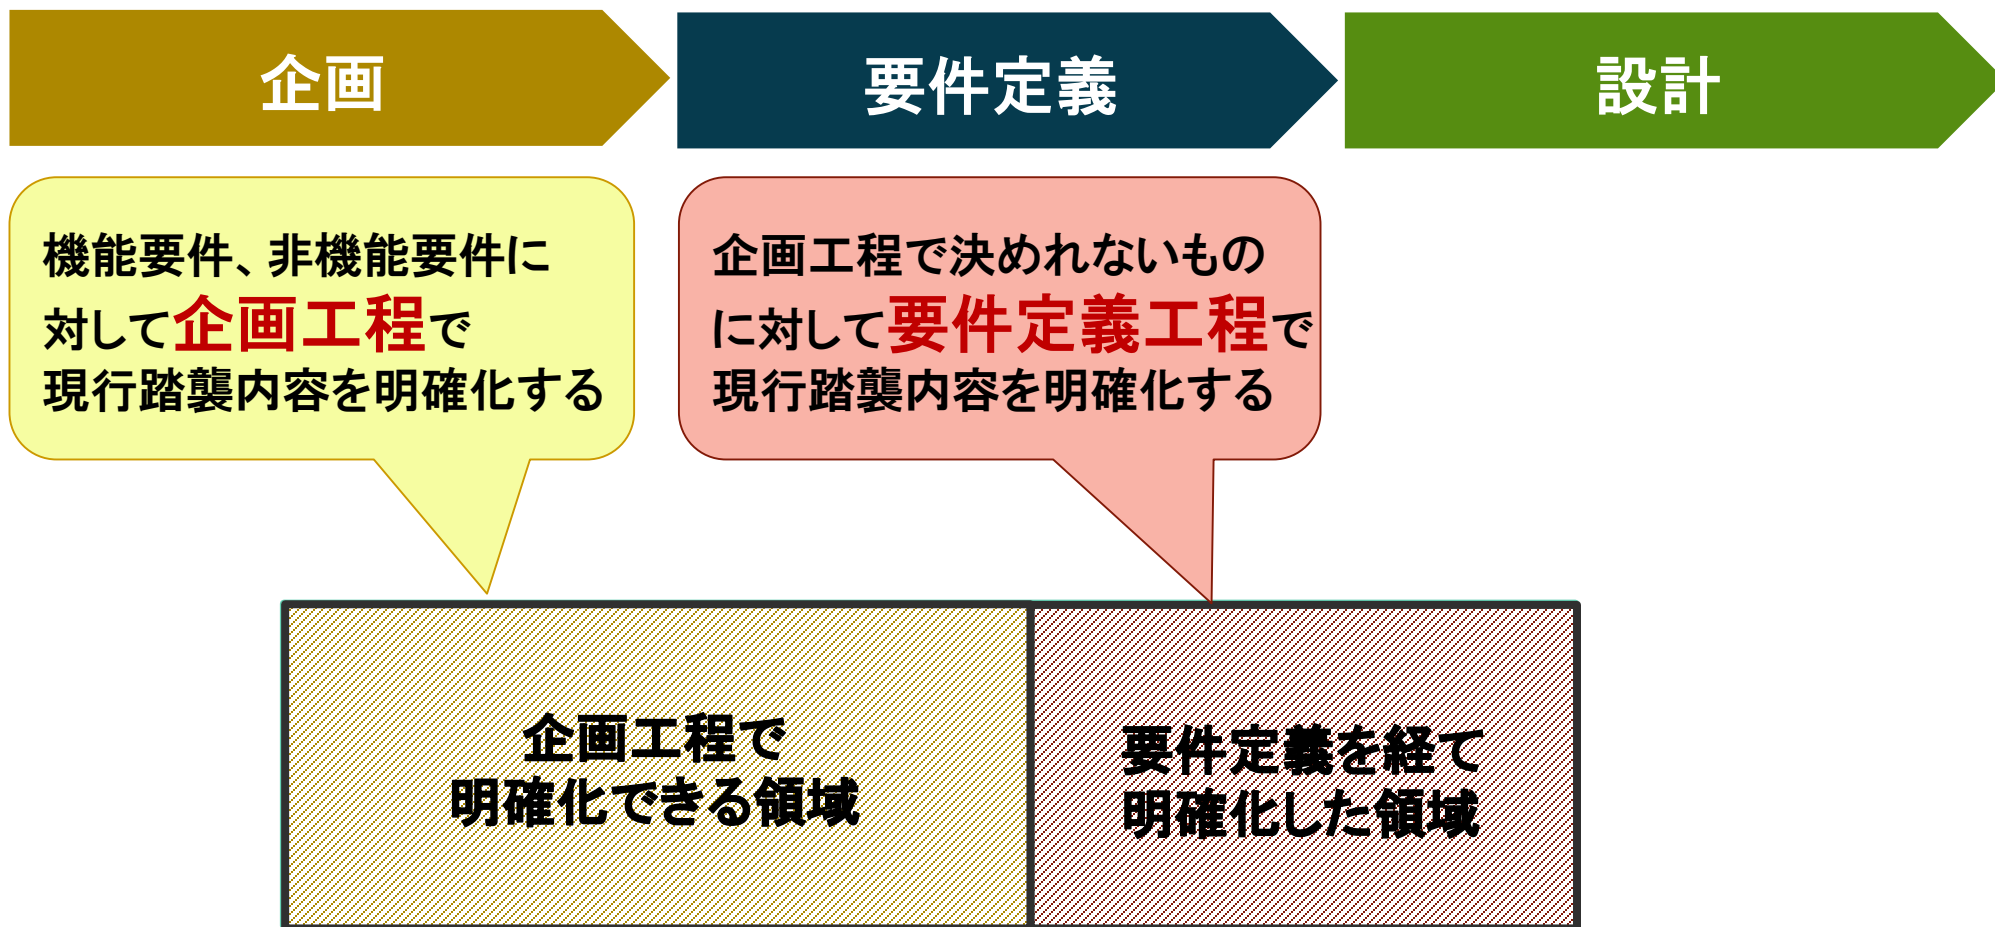 企画
要件定義
設計
機能要件、非機能要件に
対して企画工程で
現行踏襲内容を明確化する
企画工程で決めれないもの
に対して要件定義工程で
現行踏襲内容を明確化する
企画工程で
明確化できる領域
要件定義を経て
明確化した領域